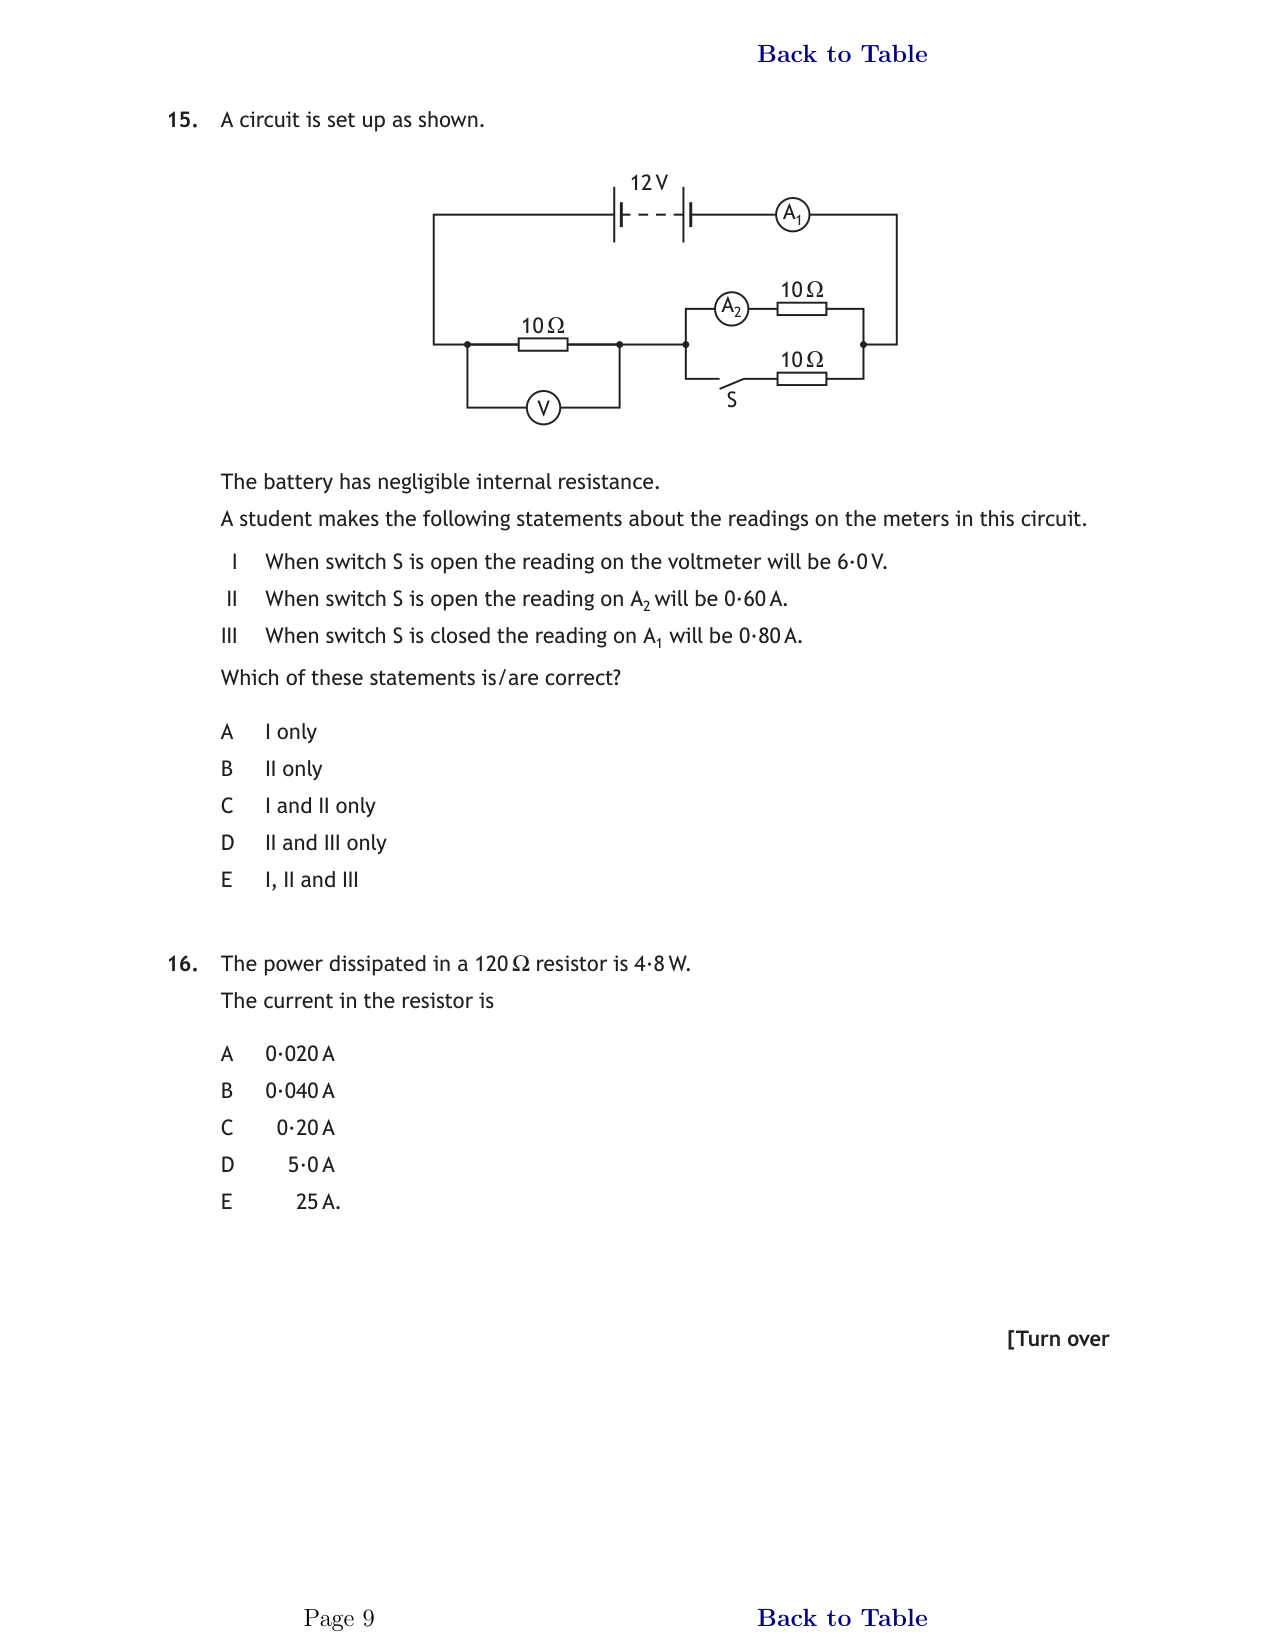 Back to Table
15. A circuit is set up as shown.
12 V
A1
A2
10 Ω
10 Ω
10 Ω
S
V
The battery has negligible internal resistance.
A student makes the following statements about the readings on the meters in this circuit.
I When switch S is open the reading on the voltmeter will be 6·0 V.
II When switch S is open the reading on A2 will be 0·60 A.
III When switch S is closed the reading on A1 will be 0·80 A.
Which of these statements is/are correct?
A I only
B II only
C I and II only
D II and III only
E I, II and III
16. The power dissipated in a 120 Ω resistor is 4·8 W.
The current in the resistor is
A 0·020 A
B 0·040 A
C 0·20 A
D 5·0 A
E 25 A.
[Turn over
Page 9
Back to Table